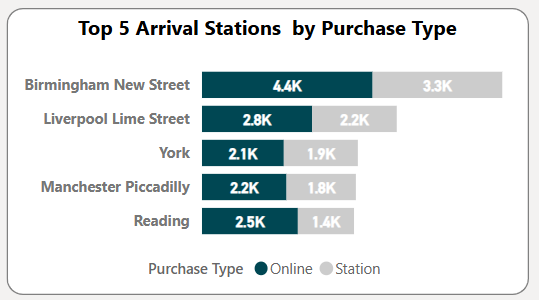 Top 5 Arrival Stations by Purchase Type
Birmingham New Street 4.4K 3.3K
Liverpool Lime Street 2.8K 2.2K
York 2.1K 1.9K
Manchester Piccadilly 2.2K 1.8K
Reading 2.5K 1.4K
Purchase Type Online Station